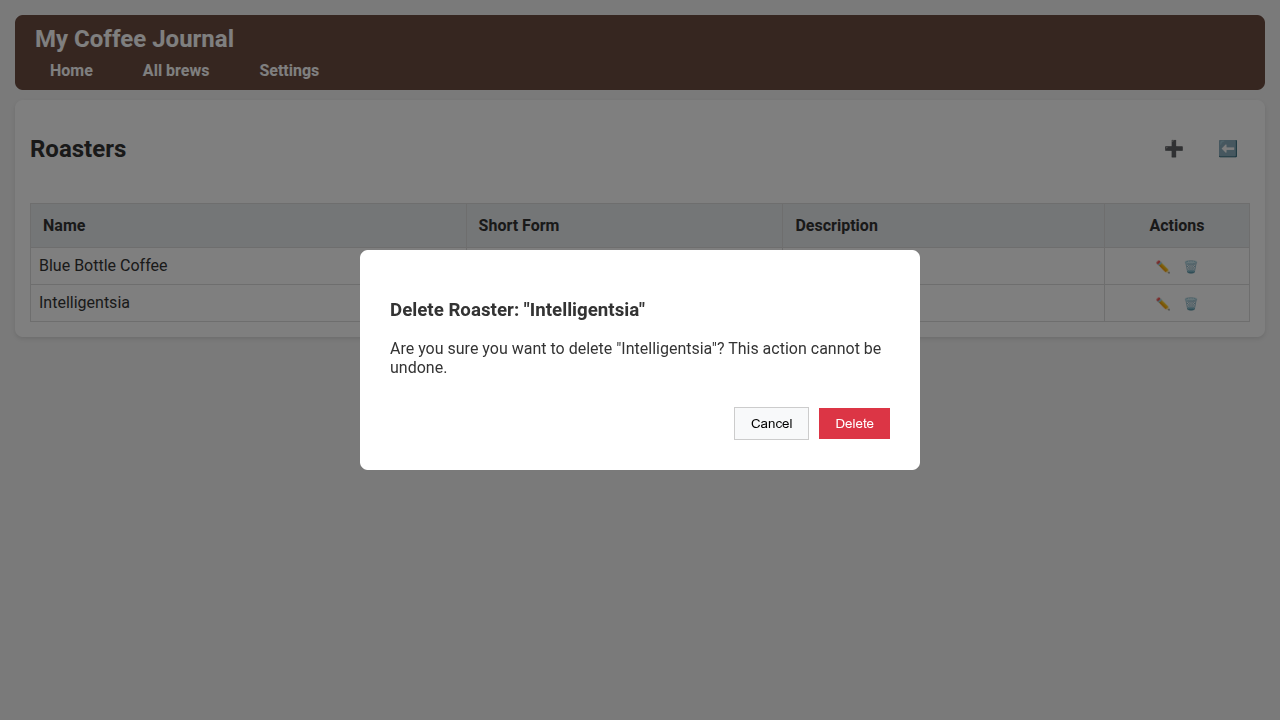 My Coffee Journal
Home All brews Settings
Roasters
Name Short Form Description Actions
Blue Bottle Coffee
Intelligentsia
Delete Roaster: "Intelligentsia"
Are you sure you want to delete "Intelligentsia"? This action cannot be
undone.
Cancel Delete